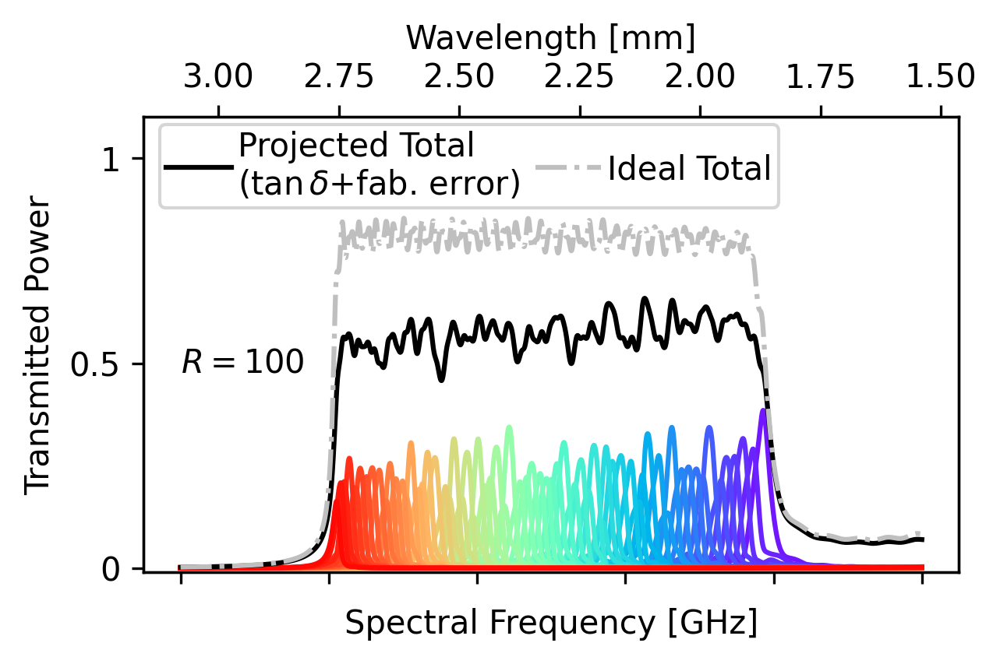 Wavelength [mm]
3.00 2.75 2.50 2.25 2.00 1.75 1.50
Projected Total
(tan δ+fab. error)
Ideal Total
1
0.5
0
Transmitted Power
R = 100
Spectral Frequency [GHz]